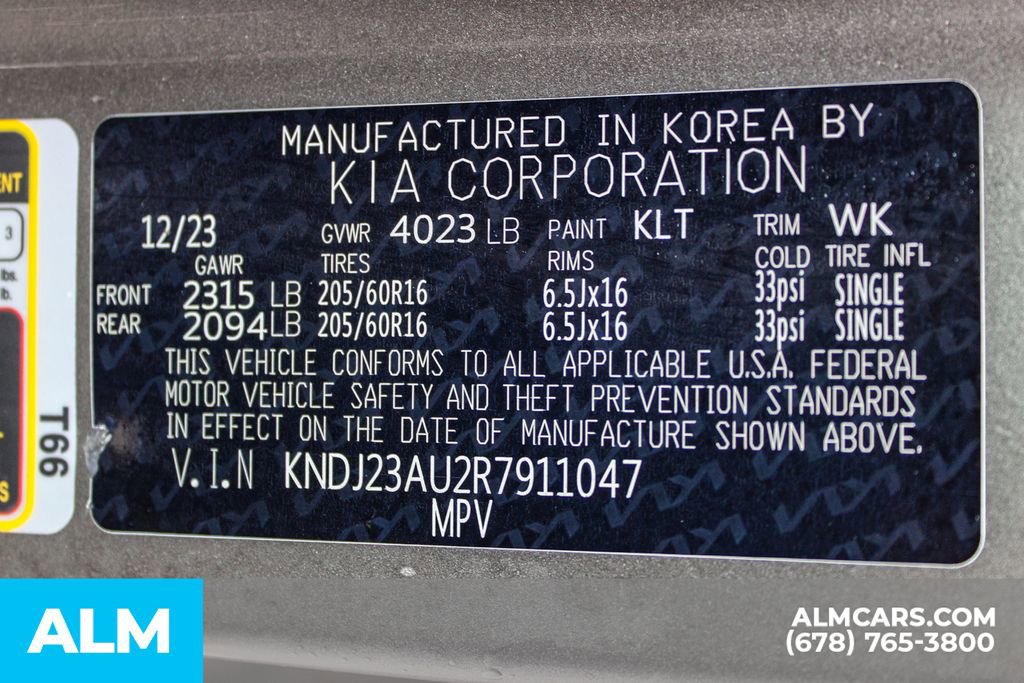 MANUFACTURED IN KOREA BY
KIA CORPORATION
12/23 GVWR 4023 LB PAINT KLT TRIM WK
GAWR TIRES RIMS COLD TIRE INFL
FRONT 2315 LB 205/60R16 6.5Jx16 33psi SINGLE
REAR 2094LB 205/60R16 6.5Jx16 33psi SINGLE
THIS VEHICLE CONFORMS TO ALL APPLICABLE U.S.A. FEDERAL
MOTOR VEHICLE SAFETY AND THEFT PREVENTION STANDARDS
IN EFFECT ON THE DATE OF MANUFACTURE SHOWN ABOVE.
V.I.N KNDJ23AU2R7911047
MPV
3
lbs.
lb.
T66
ALM
ALMCARS.COM
(678) 765-3800